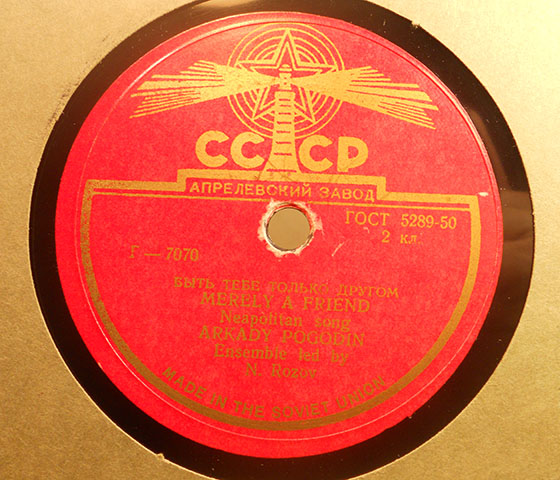 СССР
АПРЕЛЕВСКИЙ ЗАВОД
ГОСТ 5289-50
2 кл.
Г—7070
БЫТЬ ТЕБЕ ТОЛЬКО ДРУГОМ
MERELY A FRIEND
Neapolitan song
ARKADY POGODIN
Ensemble led by
N. Rozov
MADE IN THE SOVIET UNION